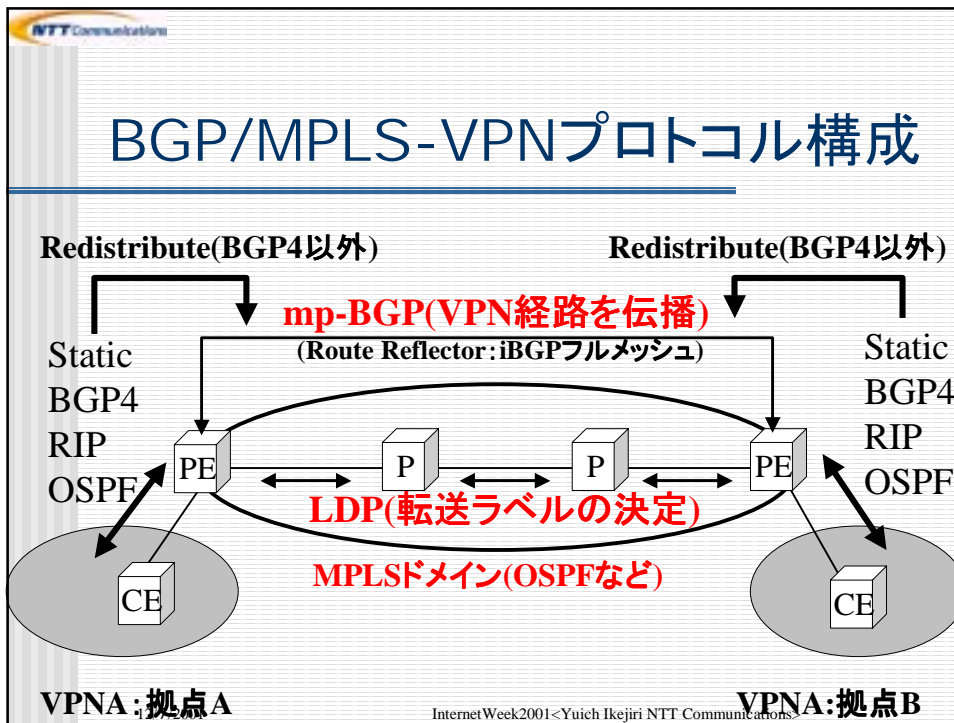 NTT Communications
BGP/MPLS-VPNプロトコル構成
Redistribute(BGP4以外)
Redistribute(BGP4以外)
mp-BGP(VPN経路を伝播)
(Route Reflector:iBGPフルメッシュ)
Static
BGP4
RIP
OSPF
Static
BGP4
RIP
OSPF
PE
P
P
PE
LDP(転送ラベルの決定)
MPLSドメイン(OSPFなど)
CE
CE
VPNA:拠点A
VPNA:拠点B
InternetWeek2001<Yuich Ikejiri NTT Communications>